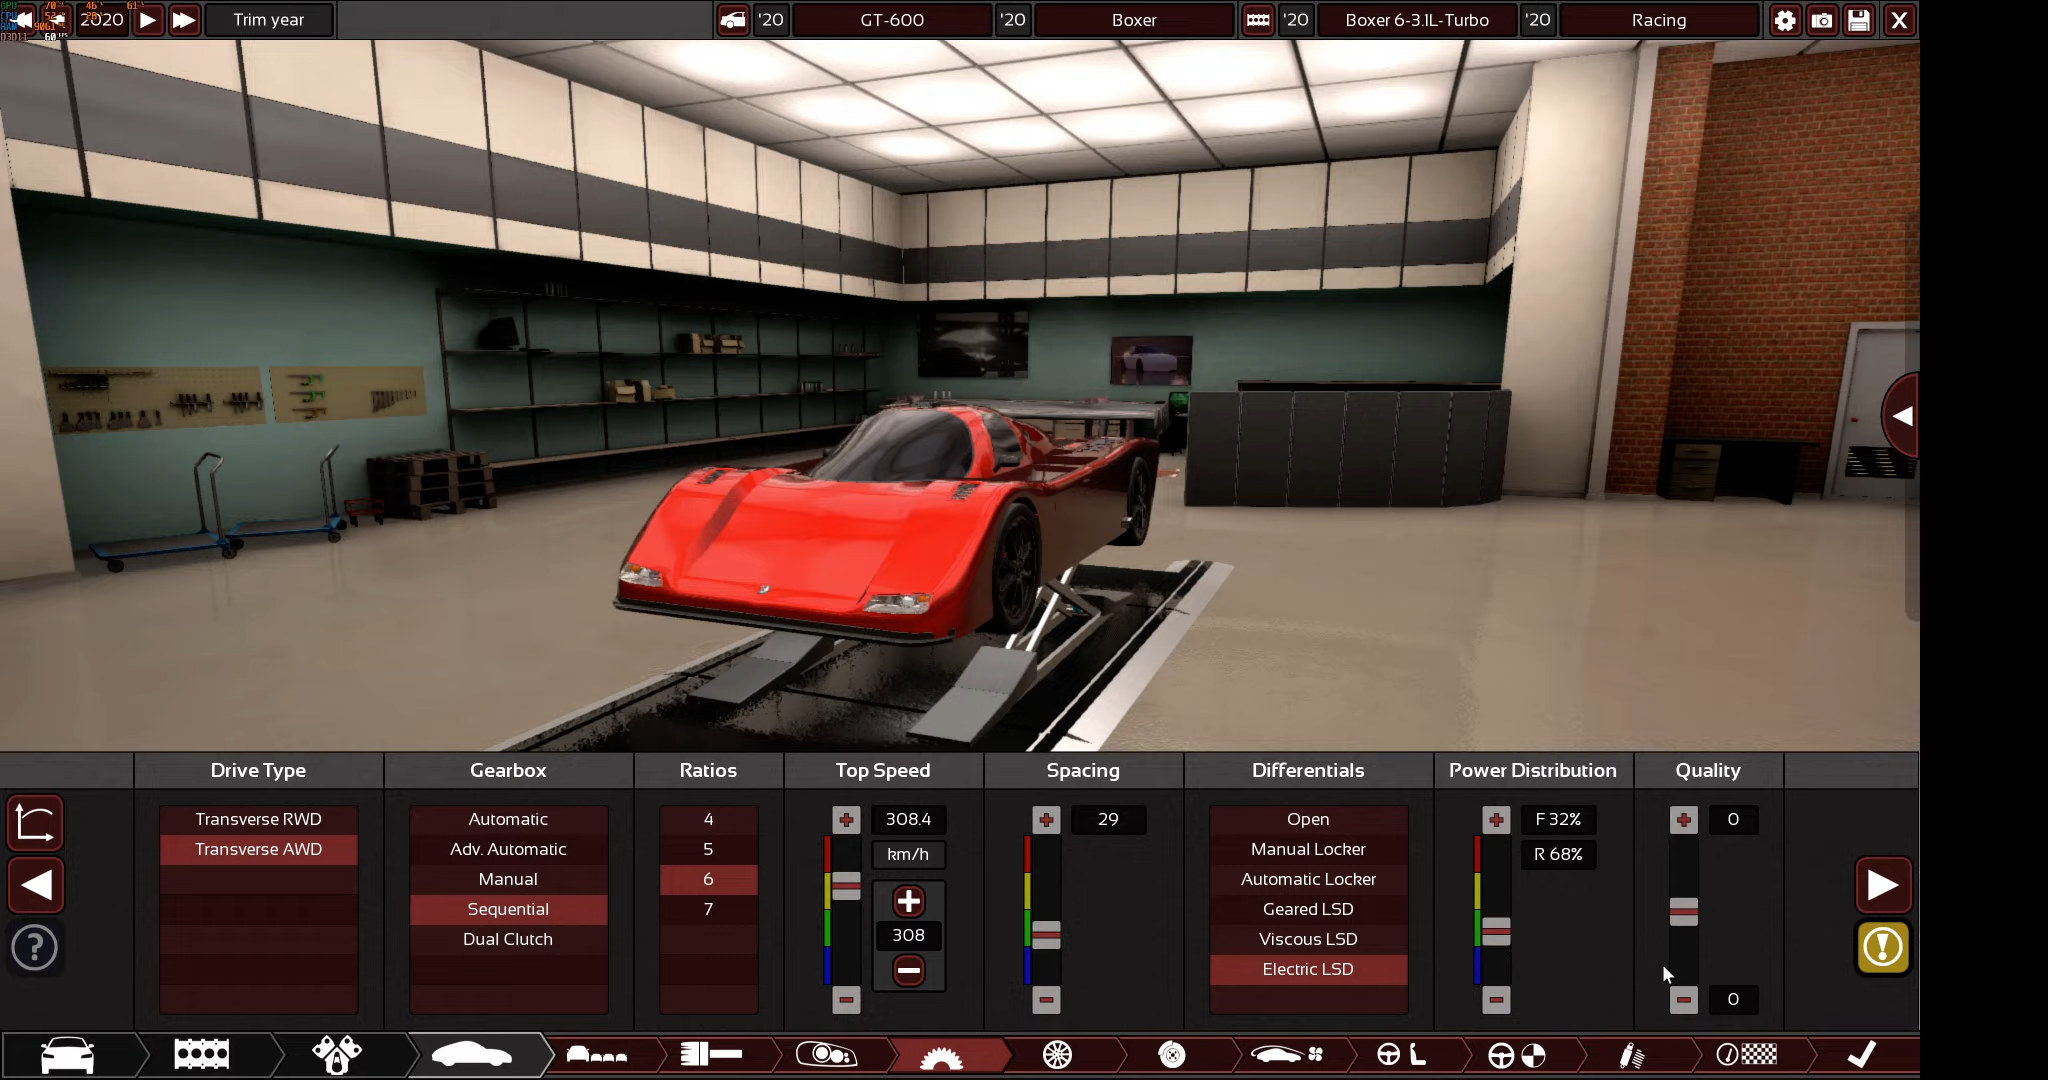 2020
Trim year
'20
GT-600
'20
Boxer
'20
Boxer 6-3.1L-Turbo
'20
Racing
X
Drive Type
Gearbox
Ratios
Top Speed
Spacing
Differentials
Power Distribution
Quality
Transverse RWD
Transverse AWD
Automatic
Adv. Automatic
Manual
Sequential
Dual Clutch
4
5
6
7
308.4
km/h
308
29
Open
Manual Locker
Automatic Locker
Geared LSD
Viscous LSD
Electric LSD
F 32%
R 68%
0
0